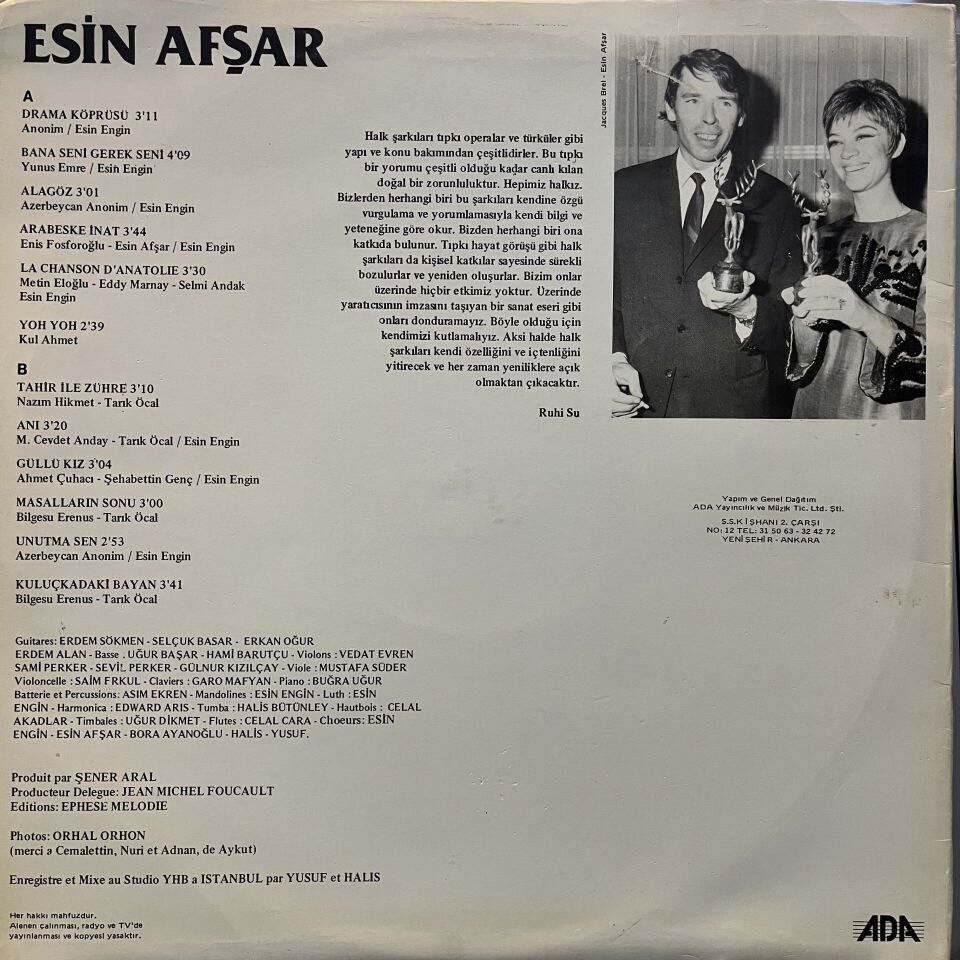 ESİN AFŞAR
A
DRAMA KÖPRÜSÜ 3'11
Anonim / Esin Engin
BANA SENİ GEREK SENİ 4'09
Yunus Emre / Esin Engin
ALAGÖZ 3'01
Azerbeycan Anonim / Esin Engin
ARABESKE İNAT 3'44
Enis Fosforoğlu - Esin Afşar / Esin Engin
LA CHANSON D'ANATOLIE 3'30
Metin Eloğlu - Eddy Marnay - Selmi Andak
Esin Engin
YOH YOH 2'39
Kul Ahmet
B
TAHİR İLE ZÜHRE 3'10
Nazım Hikmet - Tarık Öcal
ANI 3'20
M. Cevdet Anday - Tarık Öcal / Esin Engin
GÜLLÜ KIZ 3'04
Ahmet Çuhacı - Şehabettin Genç / Esin Engin
MASALLARIN SONU 3'00
Bilgesu Erenus - Tarık Öcal
UNUTMA SEN 2'53
Azerbeycan Anonim / Esin Engin
KULUÇKADAKİ BAYAN 3'41
Bilgesu Erenus - Tarık Öcal
Halk şarkıları tıpkı operalar ve türküler gibi
yapı ve konu bakımından çeşitlidirler. Bu tıpkı
bir yorumu çeşitli olduğu kadar canlı kılan
doğal bir zorunluluktur. Hepimiz halkız.
Bizlerden herhangi biri bu şarkıları kendine özgü
vurgulama ve yorumlamasıyla kendi bilgi ve
yeteneğine göre okur. Bizden herhangi biri ona
katkıda bulunur. Tıpkı hayat görüşü gibi halk
şarkıları da kişisel katkılar sayesinde sürekli
bozulurlar ve yeniden oluşurlar. Bizim onlar
üzerinde hiçbir etkimiz yoktur. Üzerinde
yaratıcısının imzasını taşıyan bir sanat eseri gibi
onları donduramayız. Böyle olduğu için
kendimizi kutlamalıyız. Aksi halde halk
şarkıları kendi özelliğini ve içtenliğini
yitirecek ve her zaman yeniliklere açık
olmaktan çıkacaktır.
Ruhi Su
Jacques Brel - Esin Afşar
Yapım ve Genel Dağıtım
ADA Yayıncılık ve Müzik Tic. Ltd. Şti.
S.S.K İŞHANI 2. ÇARŞI
NO: 12 TEL: 31 50 63 - 32 42 72
YENİŞEHİR - ANKARA
Guitares: ERDEM SÖKMEN - SELÇUK BASAR - ERKAN OĞUR
ERDEM ALAN - Basse : UĞUR BAŞAR - HAMİ BARUTÇU - Violons : VEDAT EVREN
SAMİ PERKER - SEVİL PERKER - GÜLNUR KIZILÇAY - Viole : MUSTAFA SÜDER
Violoncelle : SAİM FRKUL - Claviers : GARO MAFYAN - Piano : BUĞRA UĞUR
Batterie et Percussions: ASIM EKREN - Mandolines : ESİN ENGİN - Luth : ESİN
ENGİN - Harmonica : EDWARD ARIS - Tumba : HALİS BÜTÜNLEY - Hautbois : CELAL
AKADLAR - Timbales : UĞUR DİKMET - Flutes : CELAL CARA - Choeurs: ESİN
ENGİN - ESİN AFŞAR - BORA AYANOĞLU - HALİS - YUSUF.
Produit par ŞENER ARAL
Producteur Delegue: JEAN MICHEL FOUCAULT
Editions: EPHESE MELODIE
Photos: ORHAL ORHON
(merci a Cemalettin, Nuri et Adnan, de Aykut)
Enregistre et Mixe au Studio YHB a ISTANBUL par YUSUF et HALIS
Her hakkı mahfuzdur.
Alenen çalınması, radyo ve TV'de
yayınlanması ve kopyesi yasaktır.
ADA